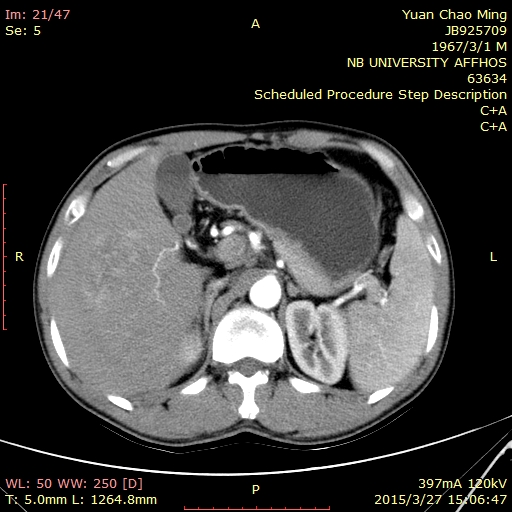 Im: 21/47
Se: 5
A
Yuan Chao Ming
JB925709
1967/3/1 M
NB UNIVERSITY AFFHOS
63634
Scheduled Procedure Step Description
C+A
C+A
R
L
WL: 50 WW: 250 [D]
T: 5.0mm L: 1264.8mm
P
397mA 120kV
2015/3/27 15:06:47